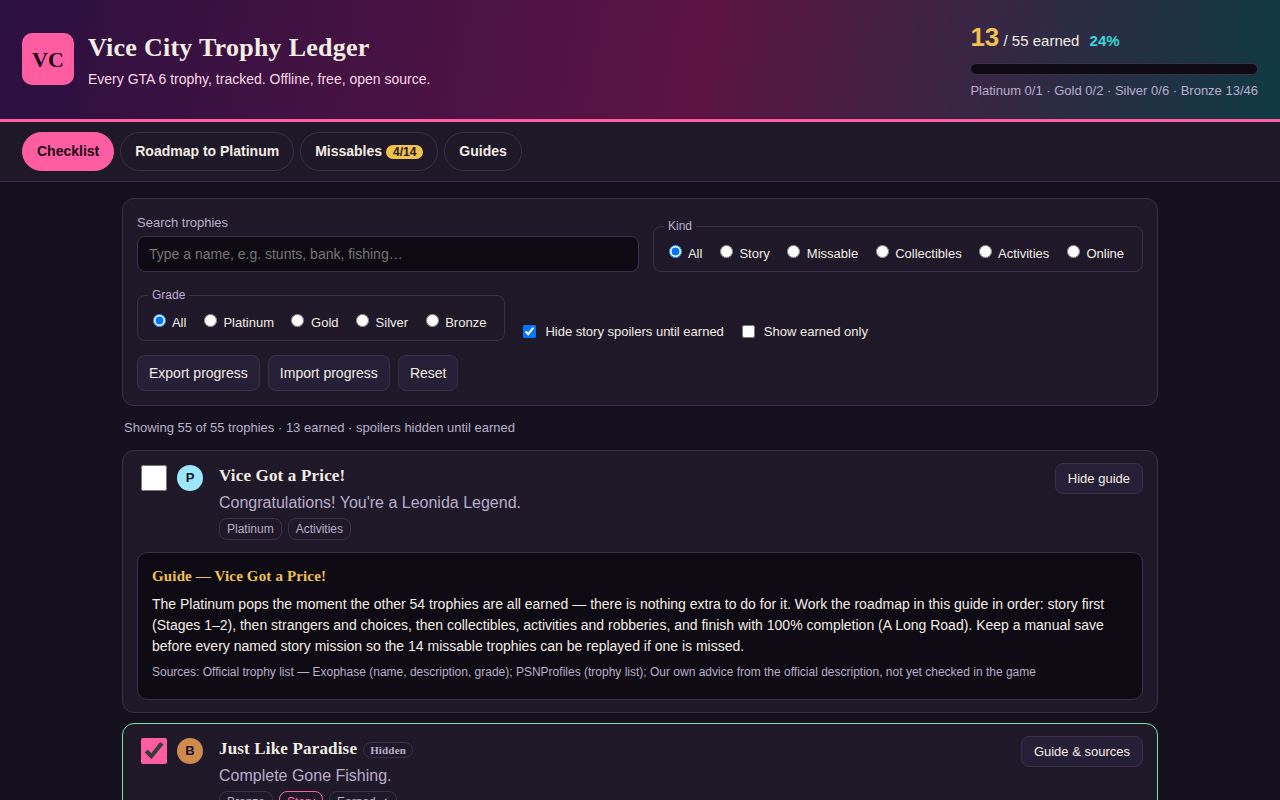 VC
Vice City Trophy Ledger
Every GTA 6 trophy, tracked. Offline, free, open source.
13 / 55 earned 24%
Platinum 0/1 · Gold 0/2 · Silver 0/6 · Bronze 13/46
Checklist
Roadmap to Platinum
Missables 4/14
Guides
Search trophies
Type a name, e.g. stunts, bank, fishing…
Kind
All Story Missable Collectibles Activities Online
Grade
All Platinum Gold Silver Bronze
Hide story spoilers until earned
Show earned only
Export progress
Import progress
Reset
Showing 55 of 55 trophies · 13 earned · spoilers hidden until earned
P
Vice Got a Price!
Hide guide
Congratulations! You're a Leonida Legend.
Platinum
Activities
Guide — Vice Got a Price!
The Platinum pops the moment the other 54 trophies are all earned — there is nothing extra to do for it. Work the roadmap in this guide in order: story first
(Stages 1–2), then strangers and choices, then collectibles, activities and robberies, and finish with 100% completion (A Long Road). Keep a manual save
before every named story mission so the 14 missable trophies can be replayed if one is missed.
Sources: Official trophy list — Exophase (name, description, grade); PSNProfiles (trophy list); Our own advice from the official description, not yet checked in the game
B
Just Like Paradise Hidden
Guide & sources
Complete Gone Fishing.
Bronze
Story
Earned ✓